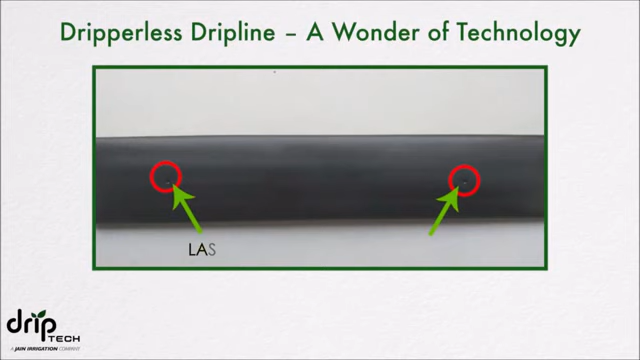 Dripperless Dripline – A Wonder of Technology
LAS
drip
TECH
A JAIN IRRIGATION COMPANY